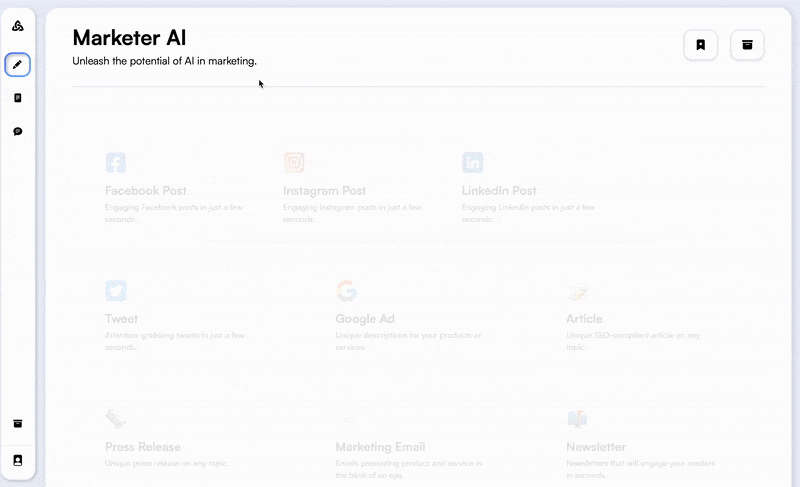 Marketer AI
Unleash the potential of AI in marketing.
Facebook Post
Engaging Facebook posts in just a few
seconds.
Instagram Post
Engaging Instagram posts in just a few
seconds.
LinkedIn Post
Engaging LinkedIn posts in just a few
seconds.
Tweet
Attention-grabbing tweets in just a few
seconds.
Google Ad
Unique descriptions for your products or
services.
Article
Unique SEO-compliant article on any
topic.
Press Release
Unique press release on any topic.
Marketing Email
Emails presenting product and service in
the blink of an eye.
Newsletter
Newsletters that will engage your readers
in seconds.